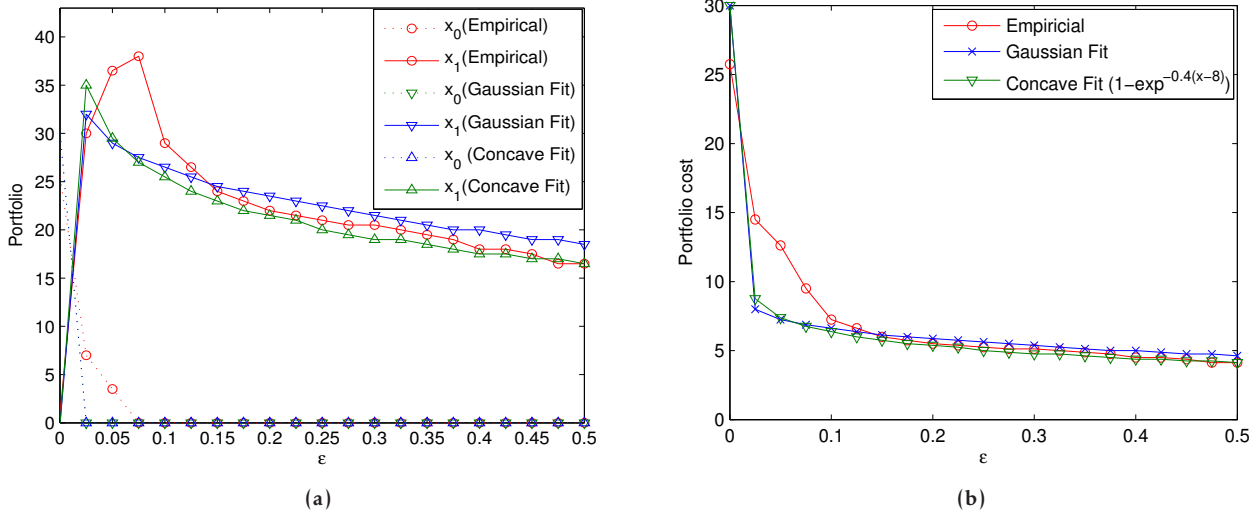 x0(Empirical)
x1(Empirical)
x0(Gaussian Fit)
x1(Gaussian Fit)
x0 (Concave Fit)
x1(Concave Fit)
Portfolio
40
35
30
25
20
15
10
5
0
0 0.05 0.1 0.15 0.2 0.25 0.3 0.35 0.4 0.45 0.5
ε
(a)
Empiricial
Gaussian Fit
Concave Fit (1−exp−0.4(x−8))
Portfolio cost
30
25
20
15
10
5
0
0 0.1 0.2 0.3 0.4 0.5
ε
(b)